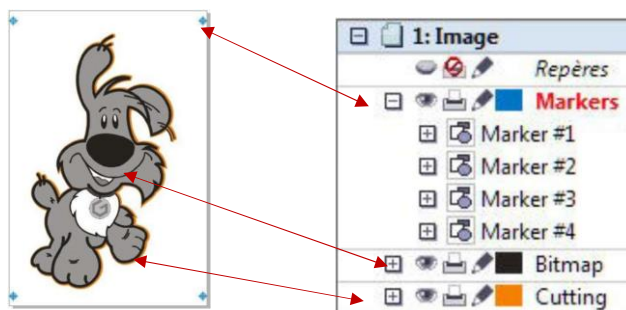 1: Image
Repères
Markers
Marker #1
Marker #2
Marker #3
Marker #4
Bitmap
Cutting
G